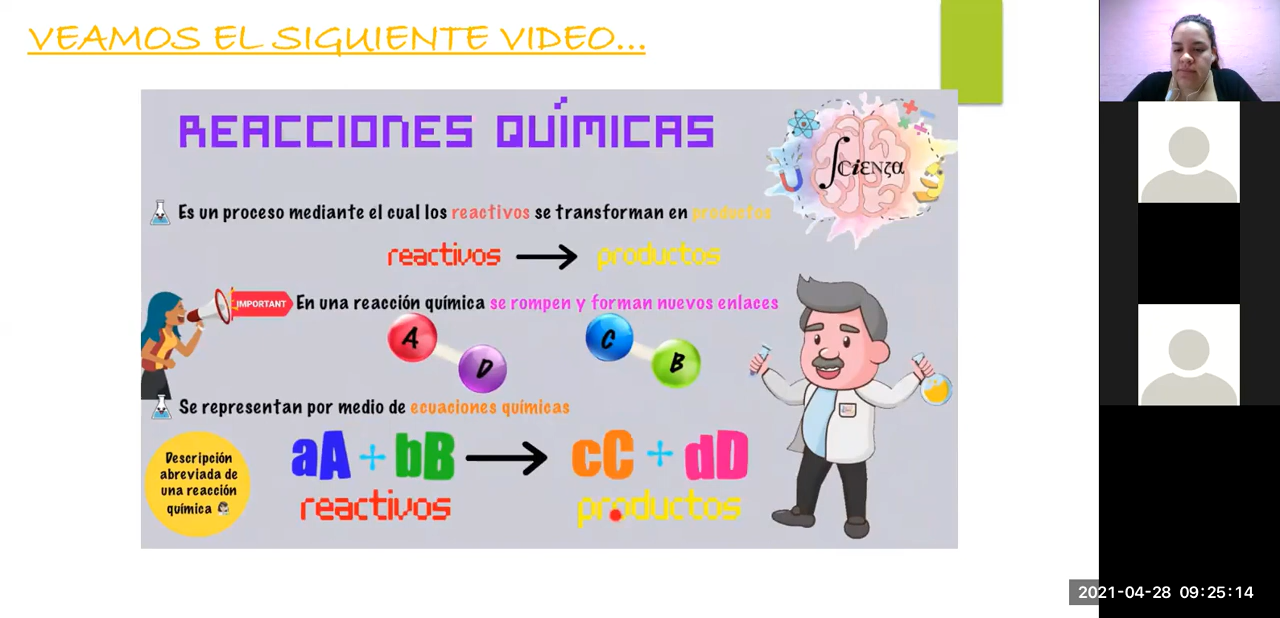 VEAMOS EL SIGUIENTE VIDEO...
REACCIONES QUÍMICAS
∫CiENζα
Es un proceso mediante el cual los reactivos se transforman en productos
reactivos → productos
IMPORTANT
En una reacción química se rompen y forman nuevos enlaces
A
D
C
B
Se representan por medio de ecuaciones químicas
Descripción
abreviada de
una reacción
química
aA + bB → cC + dD
reactivos productos
2021-04-28 09:25:14